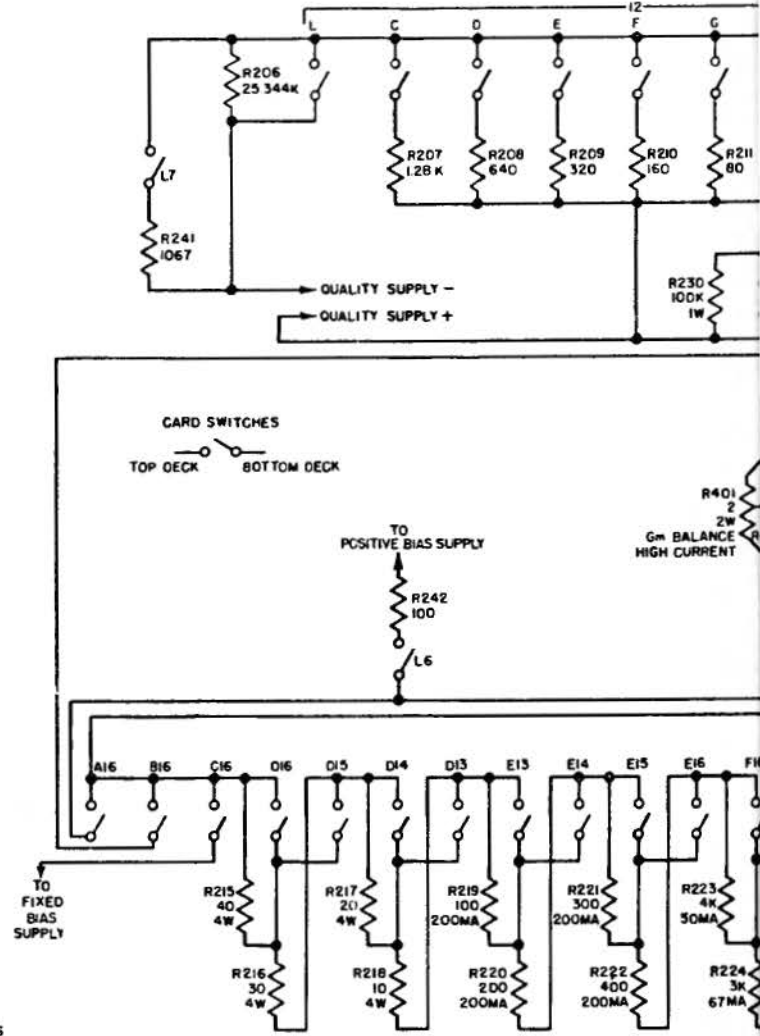 12
L C D E F G
R206
25.344K
L7
R241
1067
R207
1.28 K
R208
640
R209
320
R210
160
R211
80
QUALITY SUPPLY -
QUALITY SUPPLY +
R230
100K
1W
CARD SWITCHES
TOP DECK BOTTOM DECK
TO
POSITIVE BIAS SUPPLY
R242
100
L6
R401
2
2W
Gm BALANCE
HIGH CURRENT
A16 B16 C16 D16 D15 D14 D13 E13 E14 E15 E16
TO
FIXED
BIAS
SUPPLY
R215
40
4W
R217
20
4W
R219
100
200MA
R221
300
200MA
R223
4K
50MA
R216
30
4W
R218
10
4W
R220
200
200MA
R222
400
200MA
R224
3K
67MA